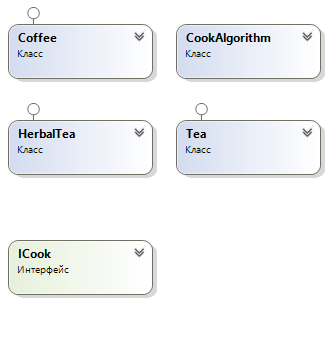 Coffee
Класс
CookAlgorithm
Класс
HerbalTea
Класс
Tea
Класс
ICook
Интерфейс